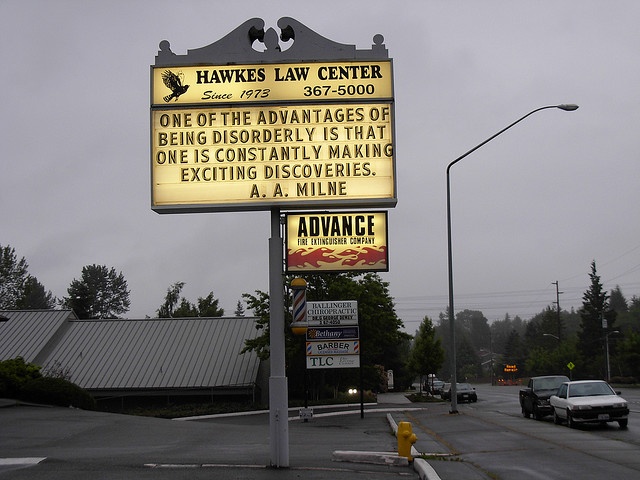 HAWKES LAW CENTER
Since 1973 367-5000
ONE OF THE ADVANTAGES OF
BEING DISORDERLY IS THAT
ONE IS CONSTANTLY MAKING
EXCITING DISCOVERIES.
A. A. MILNE
ADVANCE
FIRE EXTINGUISHER COMPANY
BALLINGER
CHIROPRACTIC
Bethany
BARBER
TLC